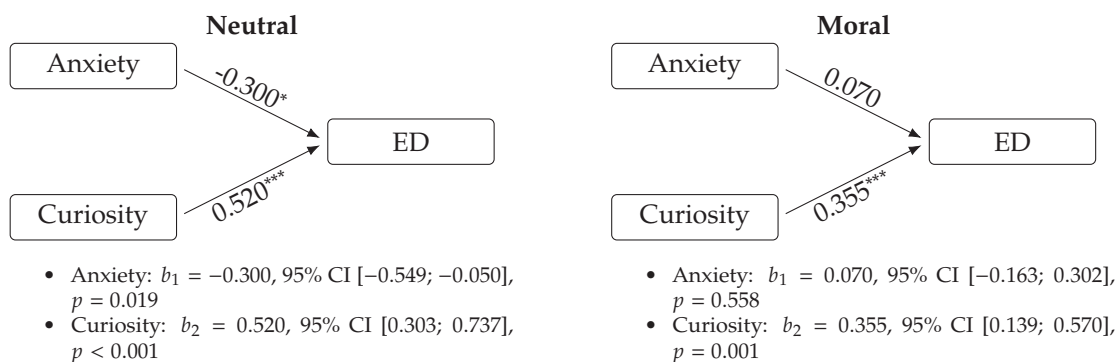 Neutral
Anxiety
-0.300*
ED
0.520***
Curiosity
• Anxiety: b₁ = −0.300, 95% CI [−0.549; −0.050],
p = 0.019
• Curiosity: b₂ = 0.520, 95% CI [0.303; 0.737],
p < 0.001
Moral
Anxiety
0.070
ED
0.355***
Curiosity
• Anxiety: b₁ = 0.070, 95% CI [−0.163; 0.302],
p = 0.558
• Curiosity: b₂ = 0.355, 95% CI [0.139; 0.570],
p = 0.001